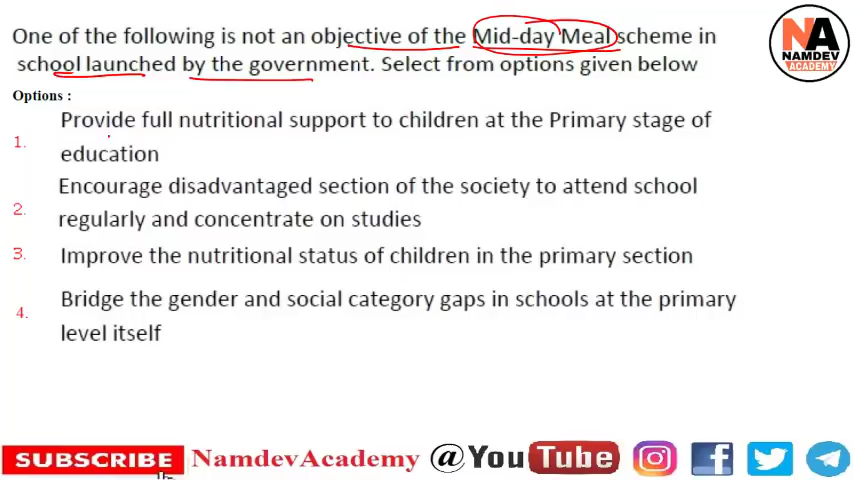 One of the following is not an objective of the Mid-day Meal scheme in
school launched by the government. Select from options given below
NA
NAMDEV
ACADEMY
Options :
1. Provide full nutritional support to children at the Primary stage of
education
2. Encourage disadvantaged section of the society to attend school
regularly and concentrate on studies
3. Improve the nutritional status of children in the primary section
4. Bridge the gender and social category gaps in schools at the primary
level itself
SUBSCRIBE NamdevAcademy @YouTube